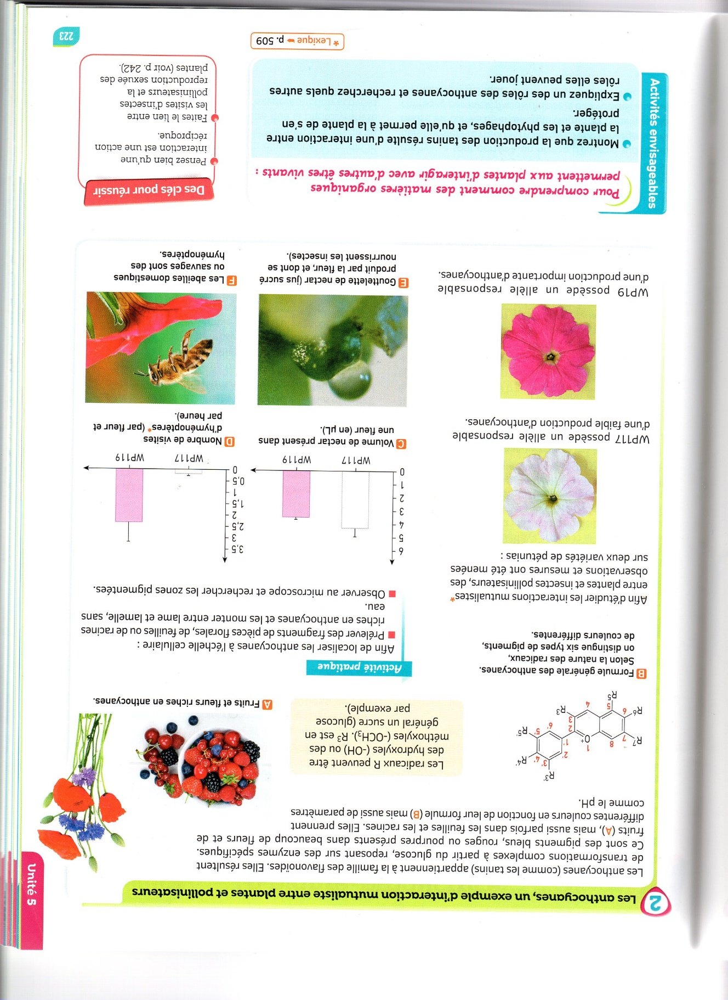 Unité 5
2 Les anthocyanes, un exemple d'interaction mutualiste entre plantes et pollinisateurs
Les anthocyanes (comme les tanins) appartiennent à la famille des flavonoïdes. Elles résultent
de transformations complexes à partir du glucose, reposant sur des enzymes spécifiques.
Ce sont des pigments bleus, rouges ou pourpres présents dans beaucoup de fleurs et de
fruits (A), mais aussi parfois dans les feuilles et les racines. Elles prennent
différentes couleurs en fonction de leur formule (B) mais aussi de paramètres
comme le pH.
R3'
R4'
R5'
R7
R6
R5
R3
O+
1
2
3
4
5
6
7
8
1'
2'
3'
4'
5'
6'
Les radicaux R peuvent être
des hydroxyles (-OH) ou des
méthoxyles (-OCH3). R3 est en
général un sucre (glucose
par exemple).
A Fruits et fleurs riches en anthocyanes.
B Formule générale des anthocyanes.
Selon la nature des radicaux,
on distingue six types de pigments,
de couleurs différentes.
Activité pratique
Afin de localiser les anthocyanes à l'échelle cellulaire :
■ Prélever des fragments de pièces florales, de feuilles ou de racines
riches en anthocyanes et les monter entre lame et lamelle, sans
eau.
■ Observer au microscope et rechercher les zones pigmentées.
Afin d'étudier les interactions mutualistes*
entre plantes et insectes pollinisateurs, des
observations et mesures ont été menées
sur deux variétés de pétunias :
WP117 possède un allèle responsable
d'une faible production d'anthocyanes.
WP19 possède un allèle responsable
d'une production importante d'anthocyanes.
6
5
4
3
2
1
0
WP117
WP119
C Volume de nectar présent dans
une fleur (en µL).
3,5
3
2,5
2
1,5
1
0,5
0
WP117
WP119
D Nombre de visites
d'hyménoptères* (par fleur et
par heure).
E Gouttelette de nectar (jus sucré
produit par la fleur, et dont se
nourrissent les insectes).
F Les abeilles domestiques
ou sauvages sont des
hyménoptères.
Activités envisageables
Pour comprendre comment des matières organiques
permettent aux plantes d'interagir avec d'autres êtres vivants :
● Montrez que la production des tanins résulte d'une interaction entre
la plante et les phytophages, et qu'elle permet à la plante de s'en
protéger.
● Expliquez un des rôles des anthocyanes et recherchez quels autres
rôles elles peuvent jouer.
Des clés pour réussir
● Pensez bien qu'une
interaction est une action
réciproque.
● Faites le lien entre
les visites d'insectes
pollinisateurs et la
reproduction sexuée des
plantes (voir p. 242).
* Lexique ➡ p. 509
223